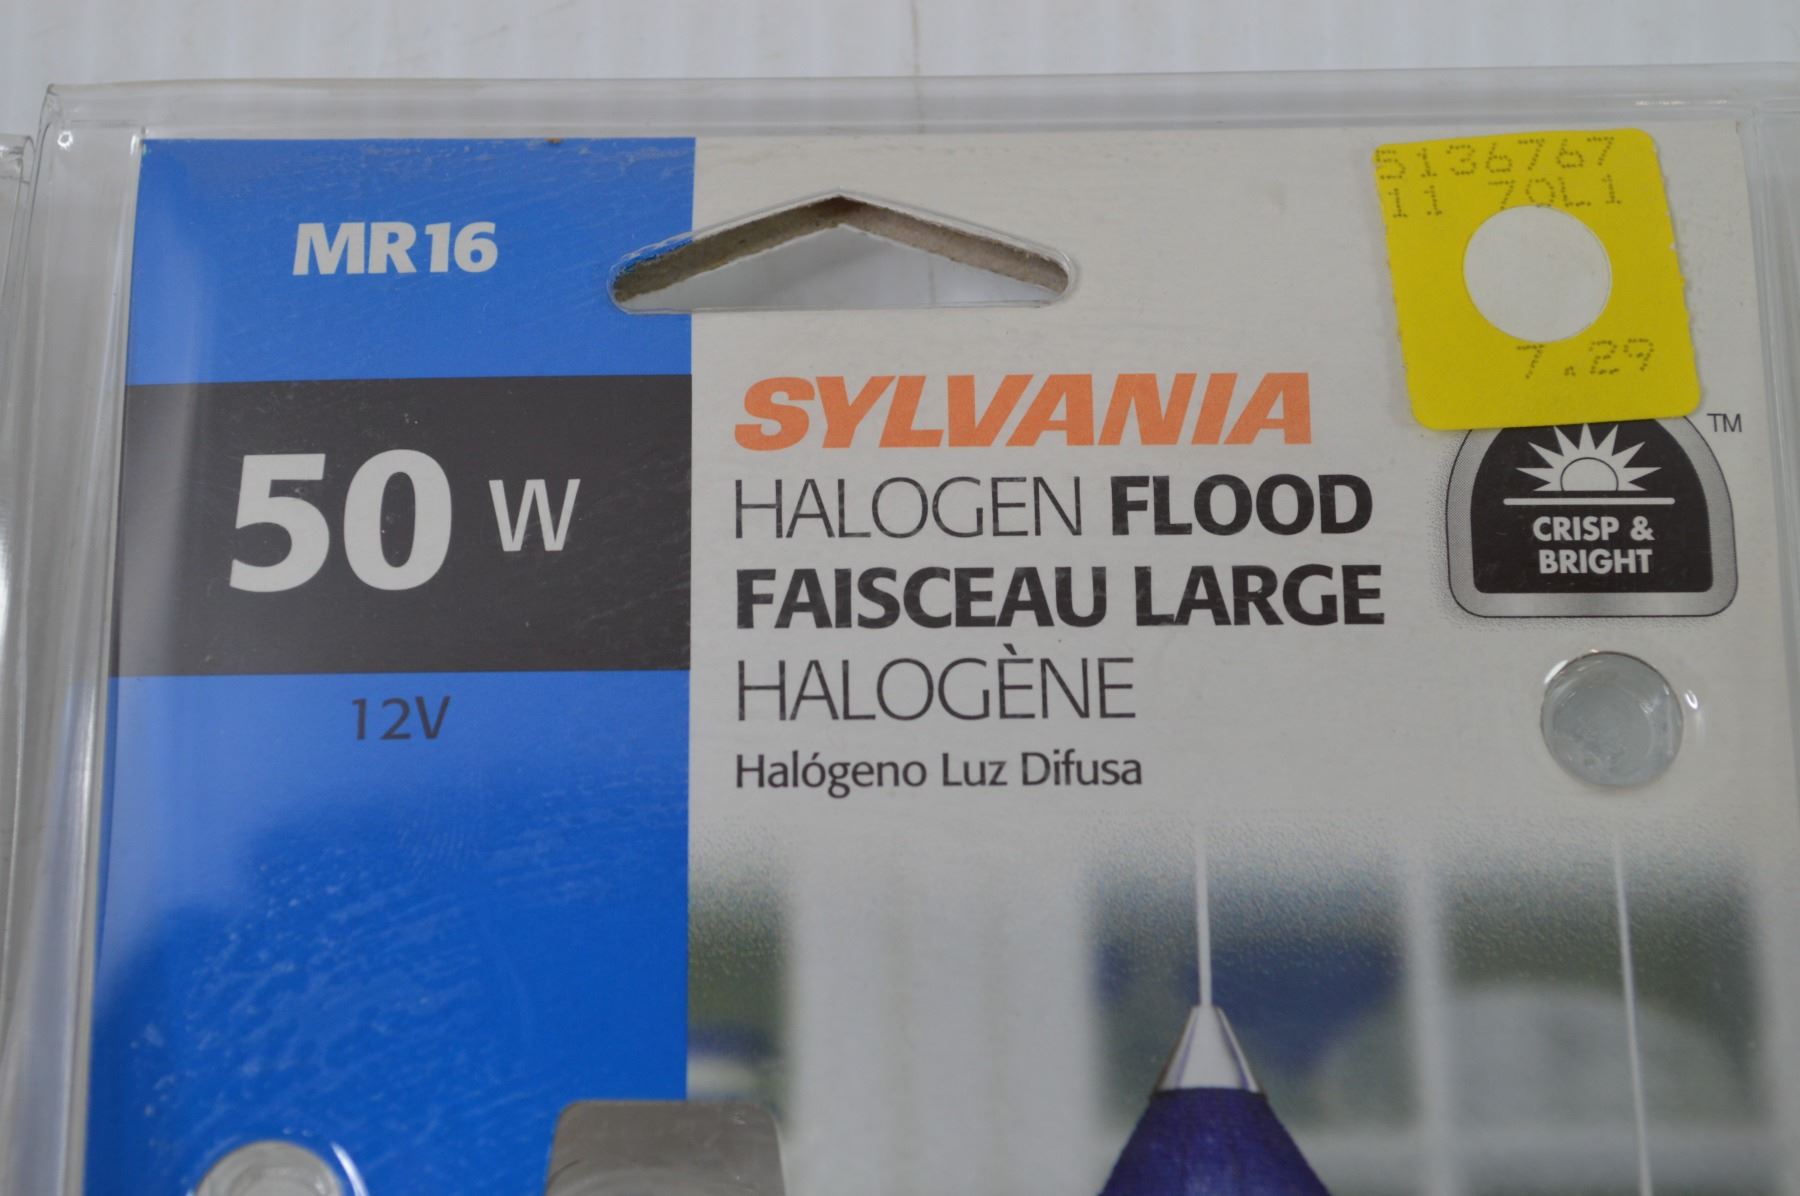 MR16
50 W
12V
5136767
11 70L1
7.29
SYLVANIA
HALOGEN FLOOD
FAISCEAU LARGE
HALOGÈNE
Halógeno Luz Difusa
TM
CRISP &
BRIGHT